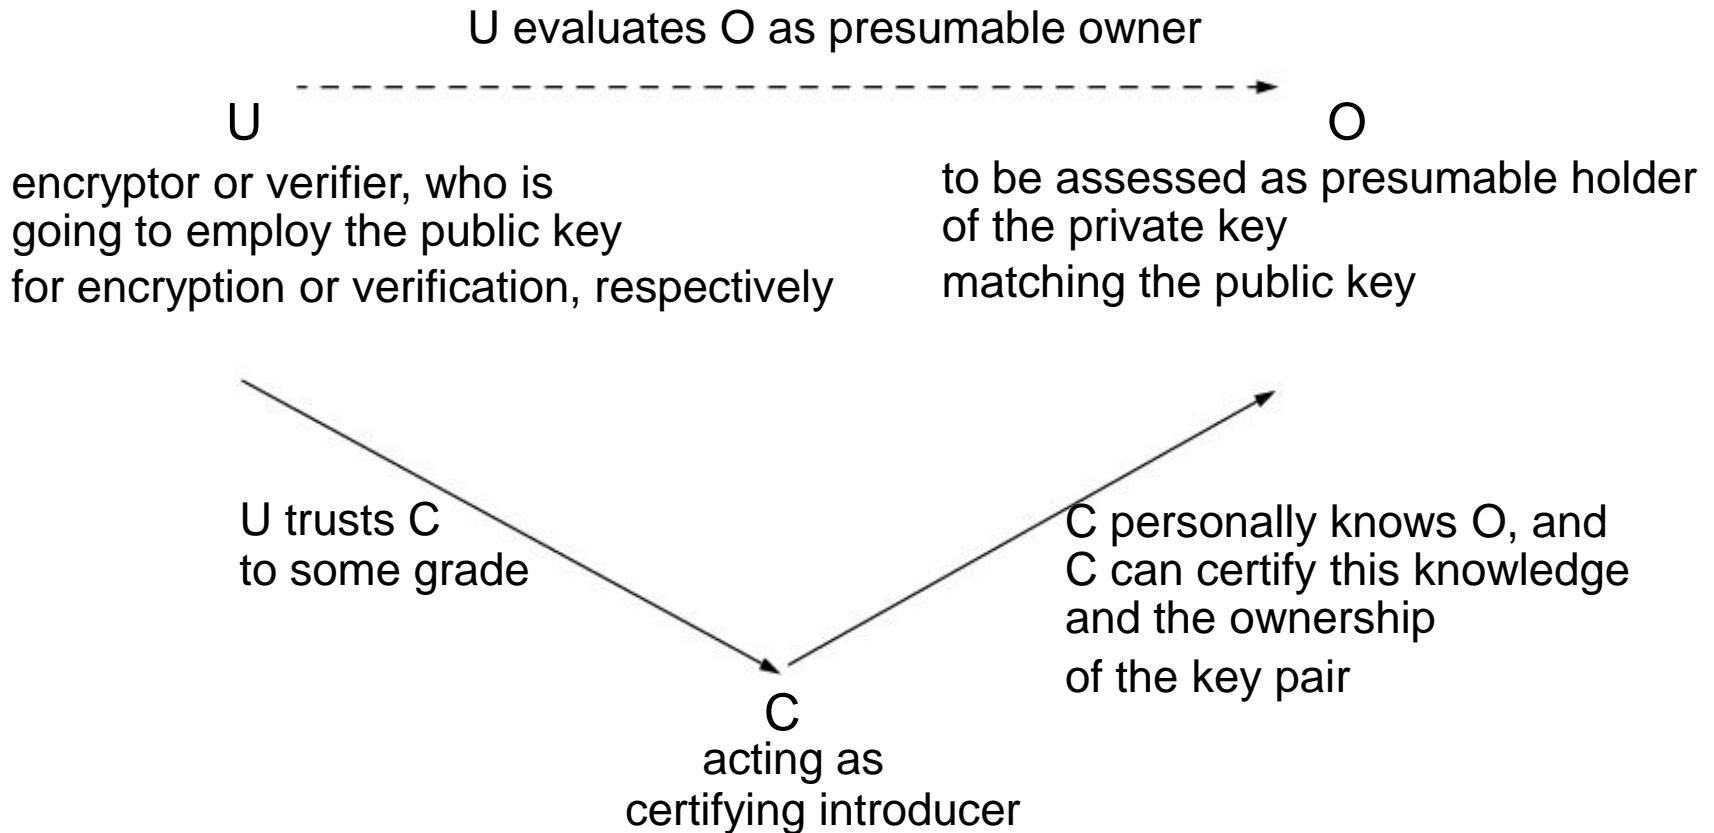 U evaluates O as presumable owner
U
encryptor or verifier, who is
going to employ the public key
for encryption or verification, respectively
O
to be assessed as presumable holder
of the private key
matching the public key
U trusts C
to some grade
C personally knows O, and
C can certify this knowledge
and the ownership
of the key pair
C
acting as
certifying introducer